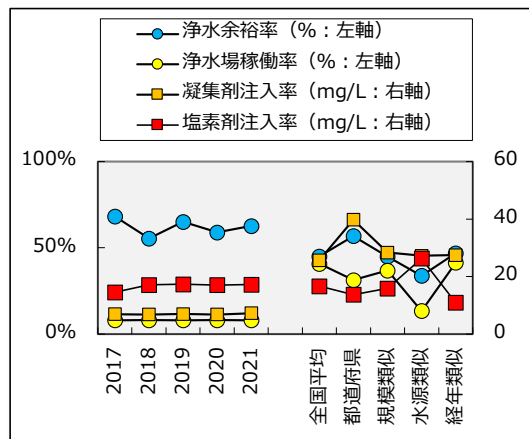 浄水余裕率（%：左軸）
浄水場稼働率（%：左軸）
凝集剤注入率（mg/L：右軸）
塩素剤注入率（mg/L：右軸）
100%
50%
0%
60
40
20
0
2017
2018
2019
2020
2021
全国平均
都道府県
規模類似
水源類似
経年類似